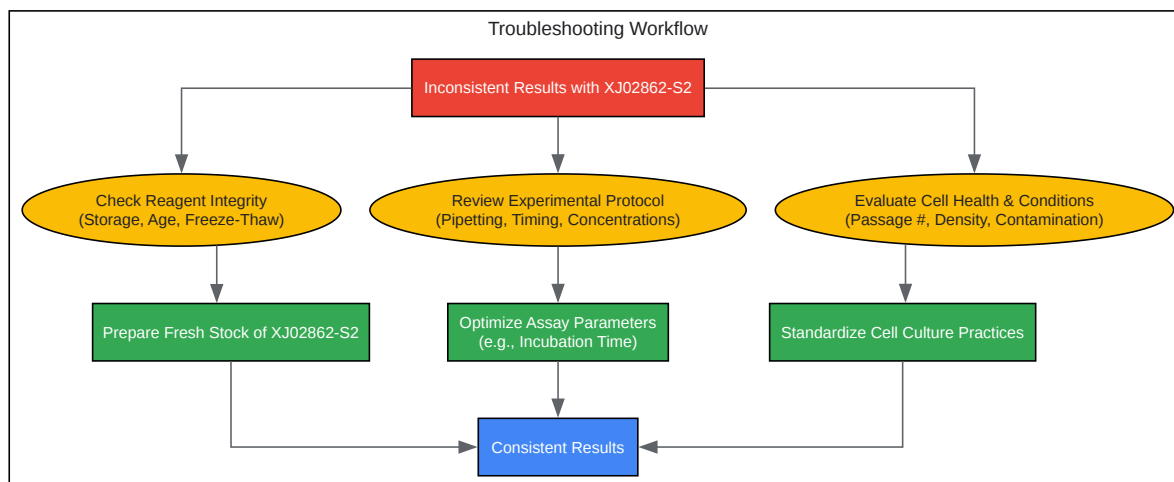 Troubleshooting Workflow
Inconsistent Results with XJ02862-S2
Check Reagent Integrity
(Storage, Age, Freeze-Thaw)
Review Experimental Protocol
(Pipetting, Timing, Concentrations)
Evaluate Cell Health & Conditions
(Passage #, Density, Contamination)
Prepare Fresh Stock of XJ02862-S2
Optimize Assay Parameters
(e.g., Incubation Time)
Standardize Cell Culture Practices
Consistent Results